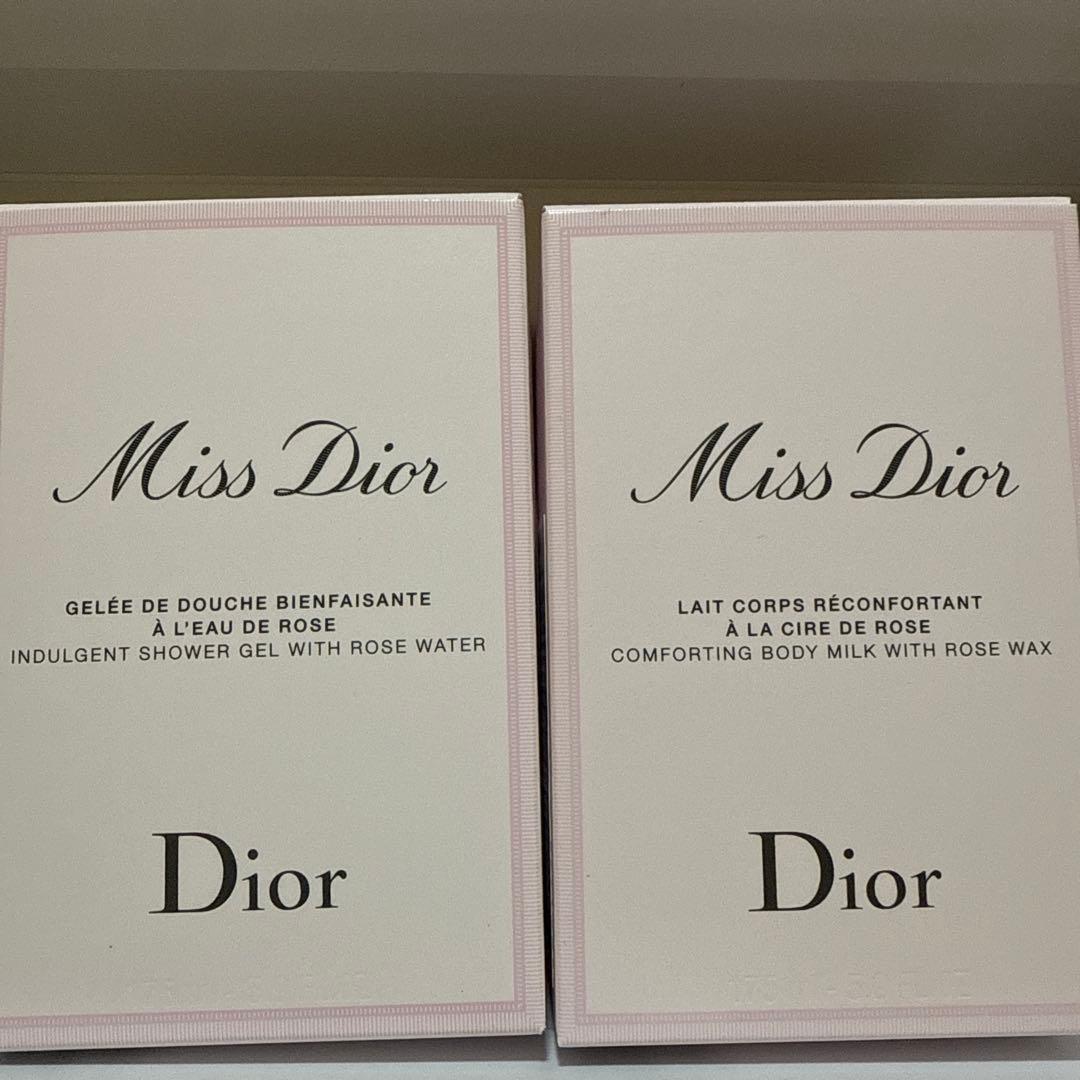 Miss Dior
GELÉE DE DOUCHE BIENFAISANTE
À L'EAU DE ROSE
INDULGENT SHOWER GEL WITH ROSE WATER
Dior
Miss Dior
LAIT CORPS RÉCONFORTANT
À LA CIRE DE ROSE
COMFORTING BODY MILK WITH ROSE WAX
Dior